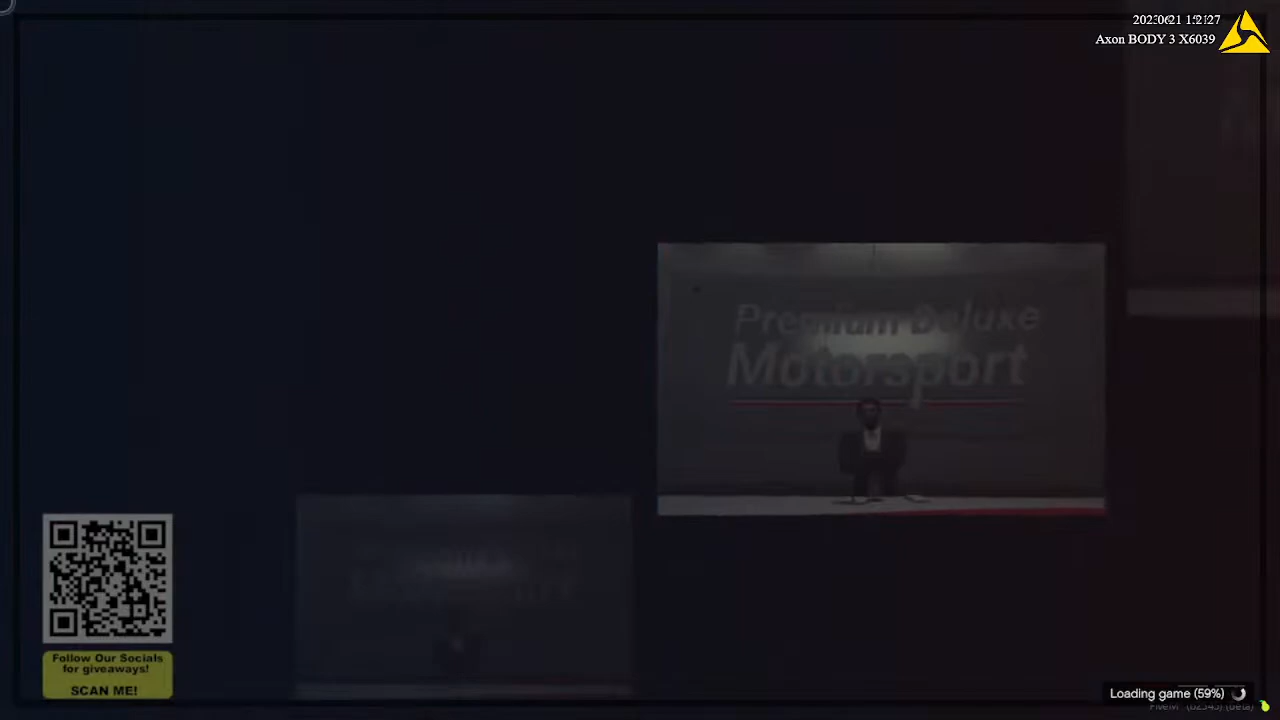 Axon BODY 3 X6039
Premium Deluxe
Motorsport
Follow Our Socials
for giveaways!
SCAN ME!
Loading game (59%)